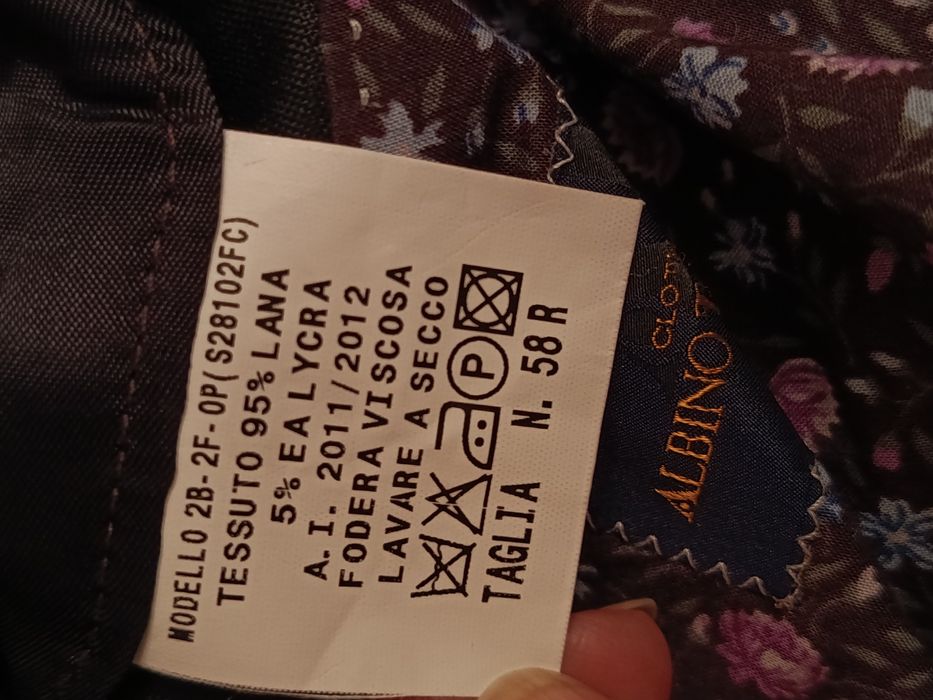 MODELLO 2B-2F-OP(S28102FC)
TESSUTO 95% LANA
5% EA LYCRA
A.I. 2011/2012
FODERA VISCOSA
LAVARE A SECCO
P
TAGLIA N. 58 R
ALBINO